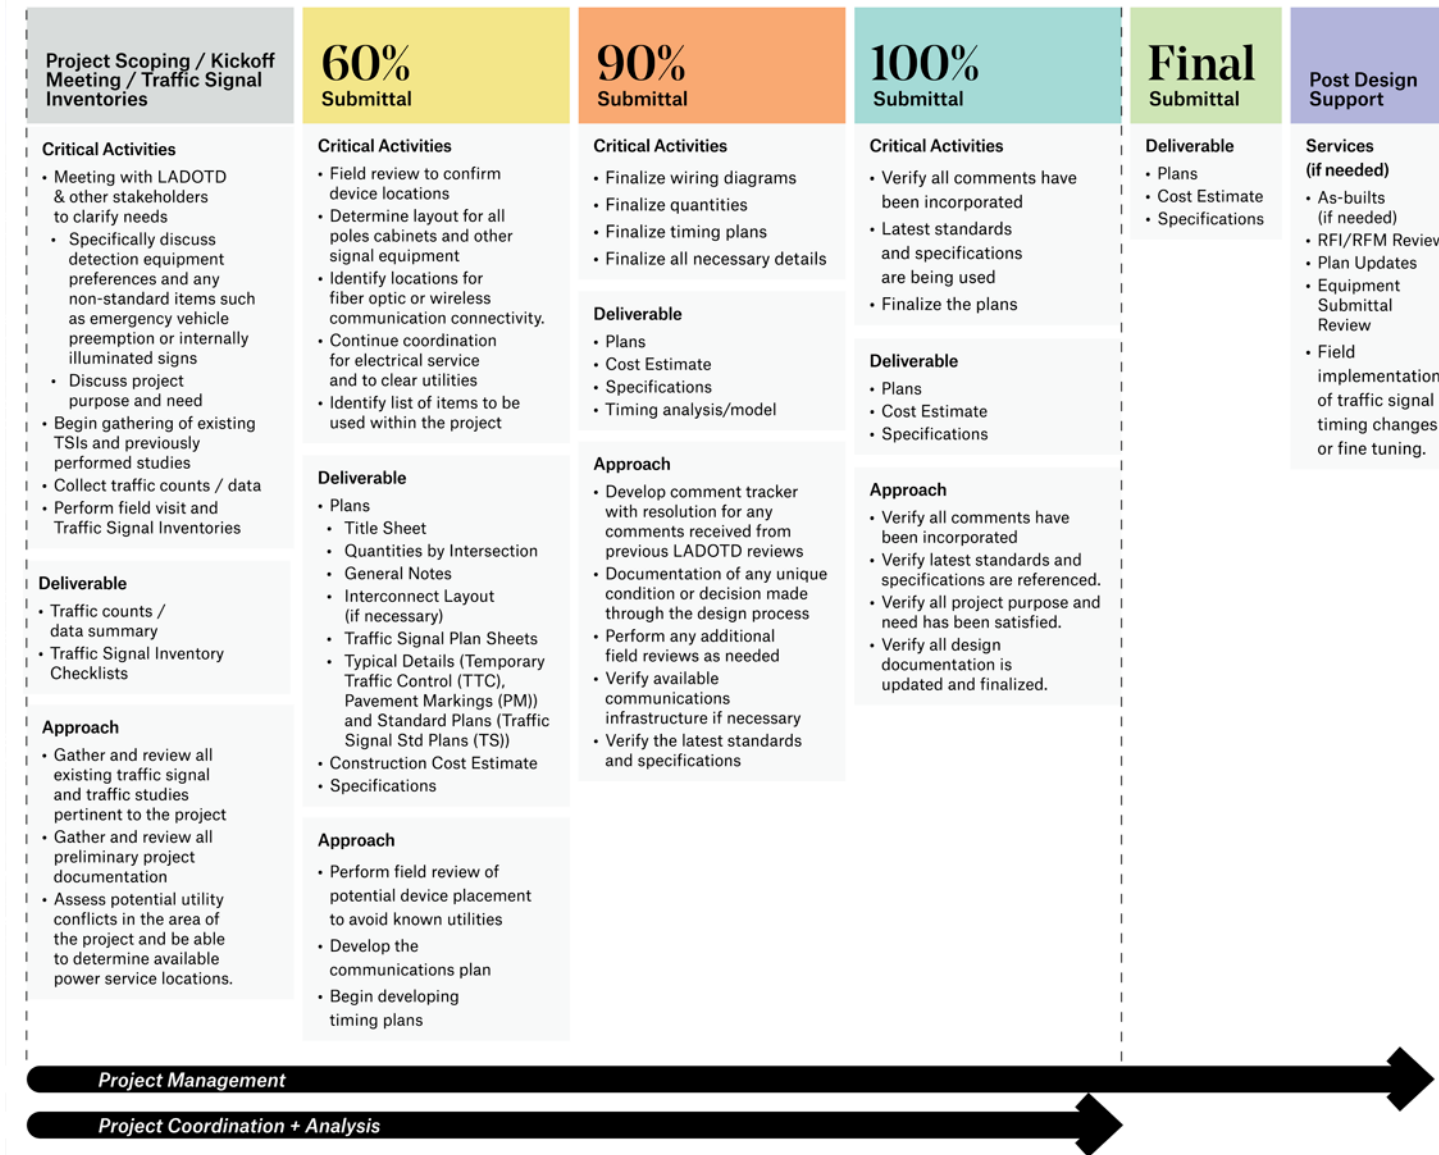 Project Scoping / Kickoff
Meeting / Traffic Signal
Inventories
Critical Activities
• Meeting with LADOTD
& other stakeholders
to clarify needs
• Specifically discuss
detection equipment
preferences and any
non-standard items such
as emergency vehicle
preemption or internally
illuminated signs
• Discuss project
purpose and need
• Begin gathering of existing
TSIs and previously
performed studies
• Collect traffic counts / data
• Perform field visit and
Traffic Signal Inventories
Deliverable
• Traffic counts /
data summary
• Traffic Signal Inventory
Checklists
Approach
• Gather and review all
existing traffic signal
and traffic studies
pertinent to the project
• Gather and review all
preliminary project
documentation
• Assess potential utility
conflicts in the area of
the project and be able
to determine available
power service locations.
60%
Submittal
Critical Activities
• Field review to confirm
device locations
• Determine layout for all
poles cabinets and other
signal equipment
• Identify locations for
fiber optic or wireless
communication connectivity.
• Continue coordination
for electrical service
and to clear utilities
• Identify list of items to be
used within the project
Deliverable
• Plans
• Title Sheet
• Quantities by Intersection
• General Notes
• Interconnect Layout
(if necessary)
• Traffic Signal Plan Sheets
• Typical Details (Temporary
Traffic Control (TTC),
Pavement Markings (PM))
and Standard Plans (Traffic
Signal Std Plans (TS))
• Construction Cost Estimate
• Specifications
Approach
• Perform field review of
potential device placement
to avoid known utilities
• Develop the
communications plan
• Begin developing
timing plans
90%
Submittal
Critical Activities
• Finalize wiring diagrams
• Finalize quantities
• Finalize timing plans
• Finalize all necessary details
Deliverable
• Plans
• Cost Estimate
• Specifications
• Timing analysis/model
Approach
• Develop comment tracker
with resolution for any
comments received from
previous LADOTD reviews
• Documentation of any unique
condition or decision made
through the design process
• Perform any additional
field reviews as needed
• Verify available
communications
infrastructure if necessary
• Verify the latest standards
and specifications
100%
Submittal
Critical Activities
• Verify all comments have
been incorporated
• Latest standards
and specifications
are being used
• Finalize the plans
Deliverable
• Plans
• Cost Estimate
• Specifications
Approach
• Verify all comments have
been incorporated
• Verify latest standards and
specifications are referenced.
• Verify all project purpose and
need has been satisfied.
• Verify all design
documentation is
updated and finalized.
Final
Submittal
Deliverable
• Plans
• Cost Estimate
• Specifications
Post Design
Support
Services
(if needed)
• As-builts
(if needed)
• RFI/RFM Review
• Plan Updates
• Equipment
Submittal
Review
• Field
implementation
of traffic signal
timing changes
or fine tuning.
Project Management
Project Coordination + Analysis